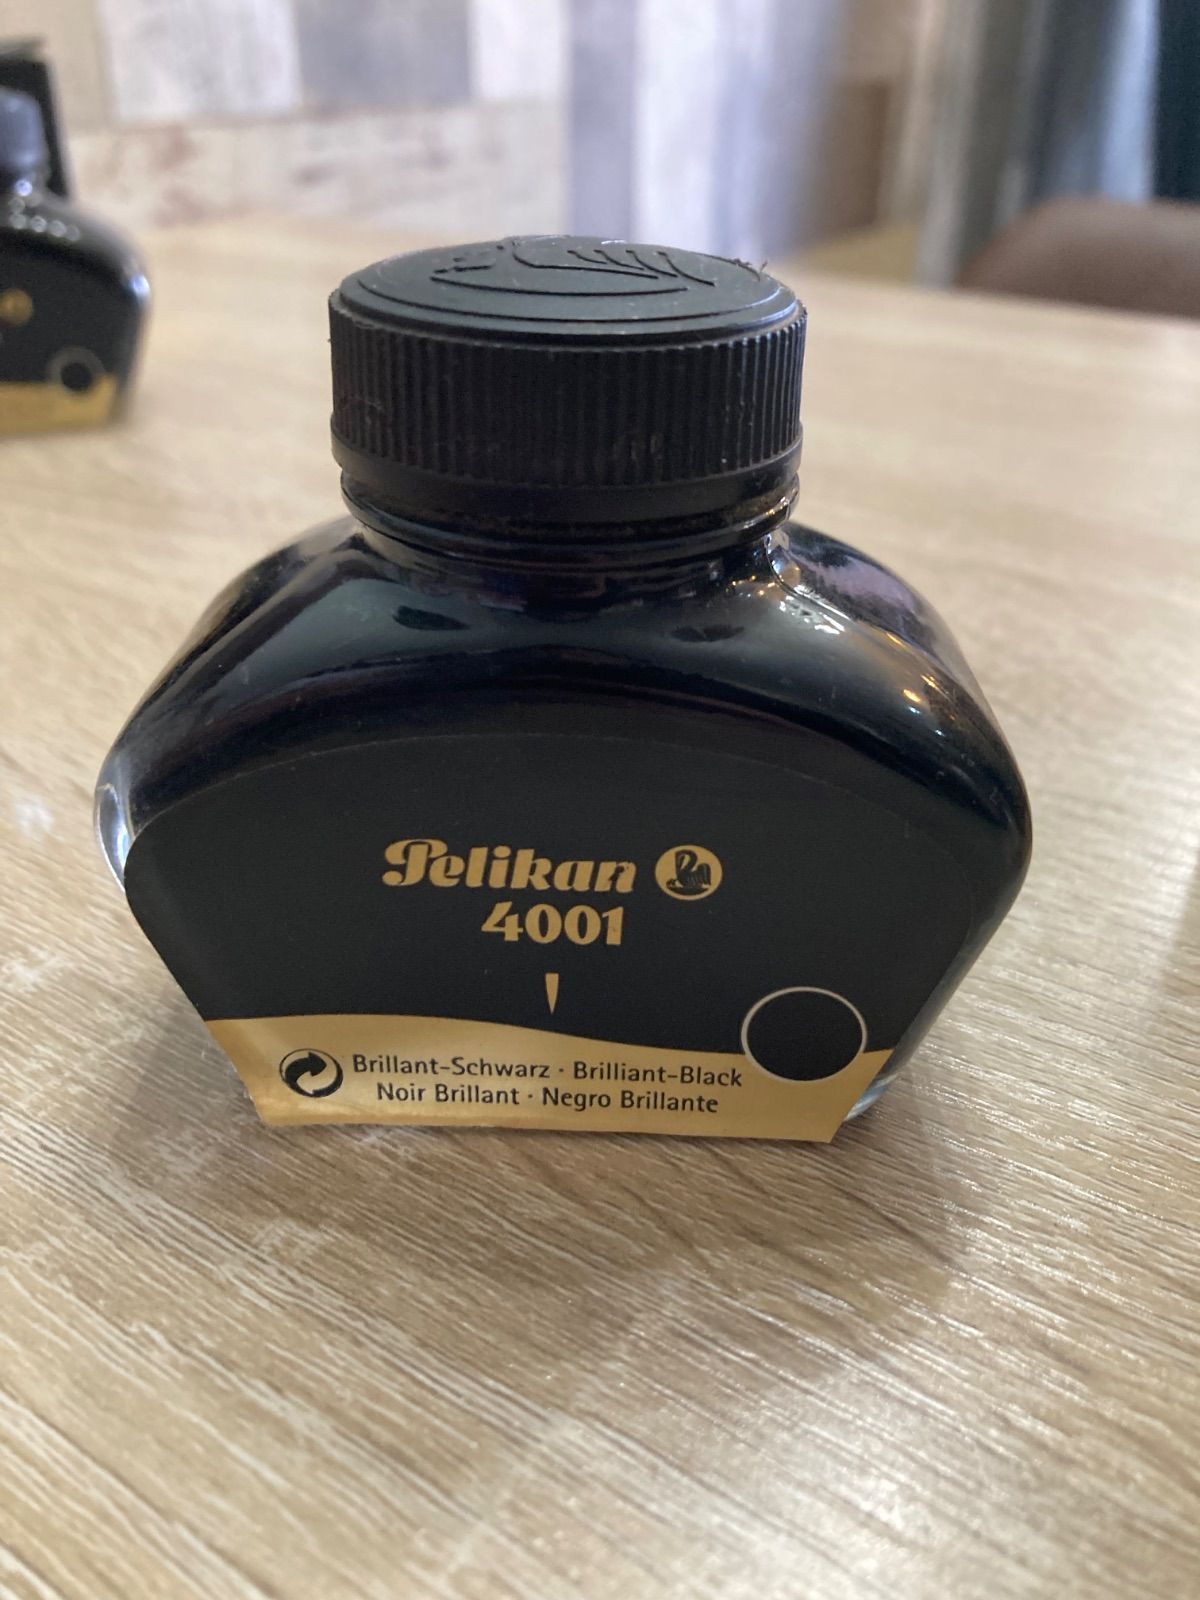 Pelikan
4001
Brillant-Schwarz · Brilliant-Black
Noir Brillant · Negro Brillante